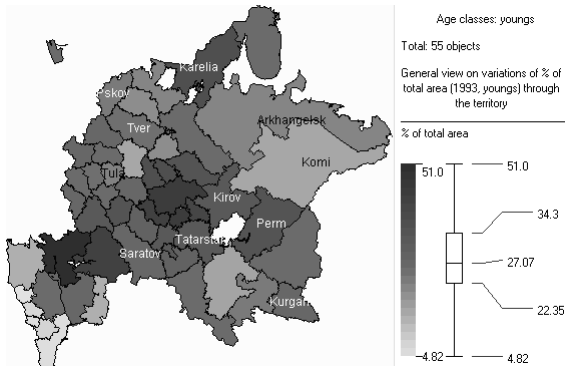 Age classes: youngs
Total: 55 objects
General view on variations of % of
total area (1993, youngs) through
the territory
% of total area
51.0
4.82
51.0
34.3
27.07
22.35
4.82
Karelia
Pskov
Tver
Arkhangelsk
Komi
Tula
Kirov
Perm
Tatarstan
Saratov
Kurgan